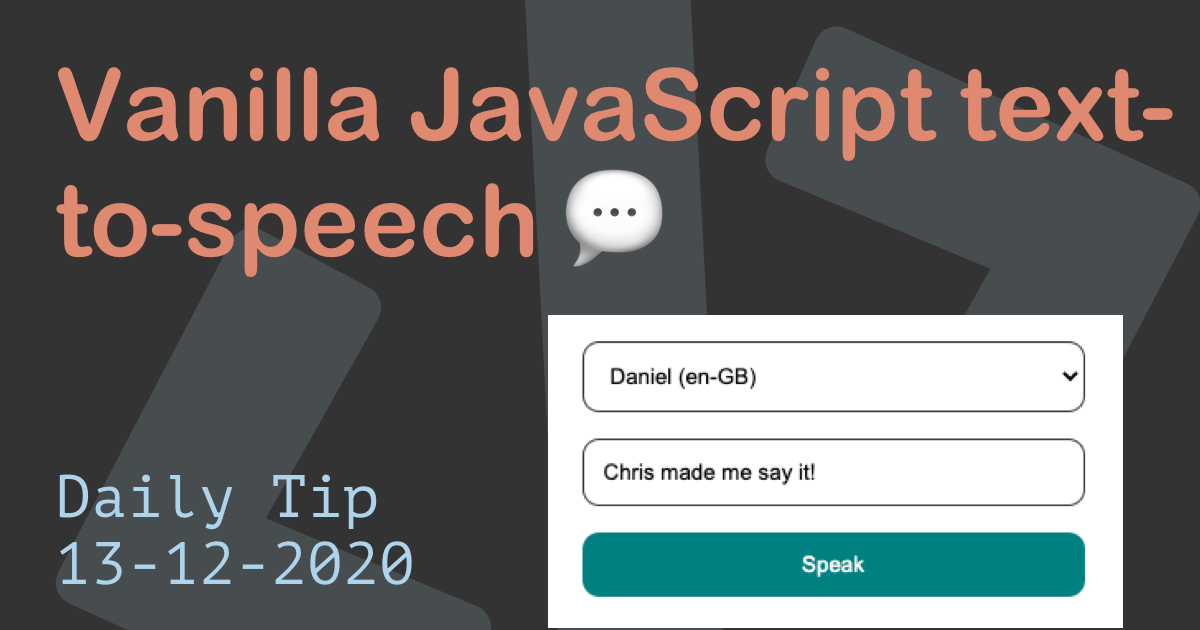 Vanilla JavaScript text-
to-speech 💬
Daniel (en-GB)
Chris made me say it!
Speak
Daily Tip
13-12-2020